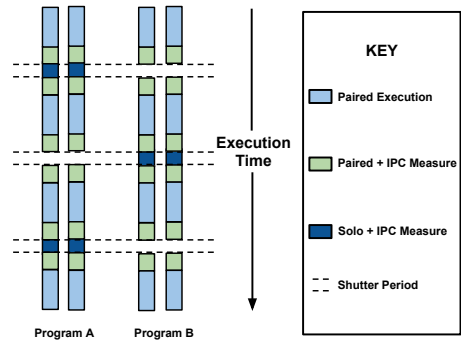 KEY
Paired Execution
Execution
Time
Paired + IPC Measure
Solo + IPC Measure
Shutter Period
Program A
Program B